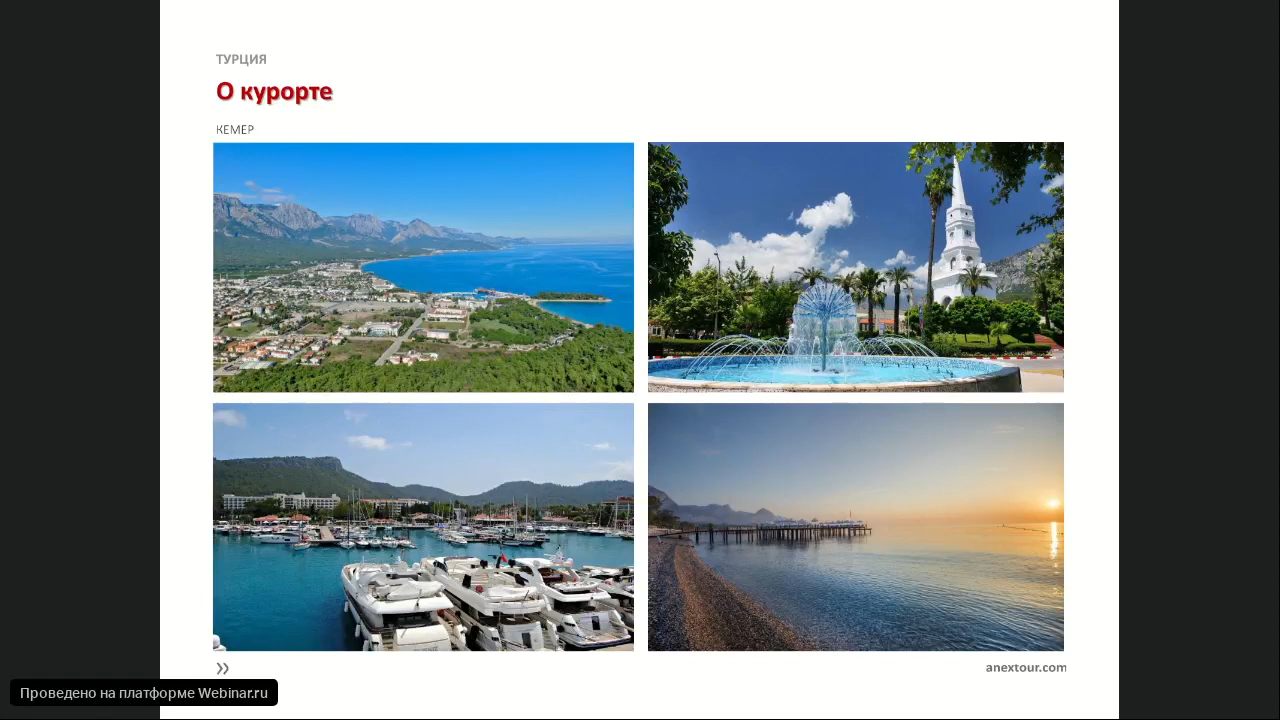 ТУРЦИЯ
О курорте
КЕМЕР
anextour.com
Проведено на платформе Webinar.ru